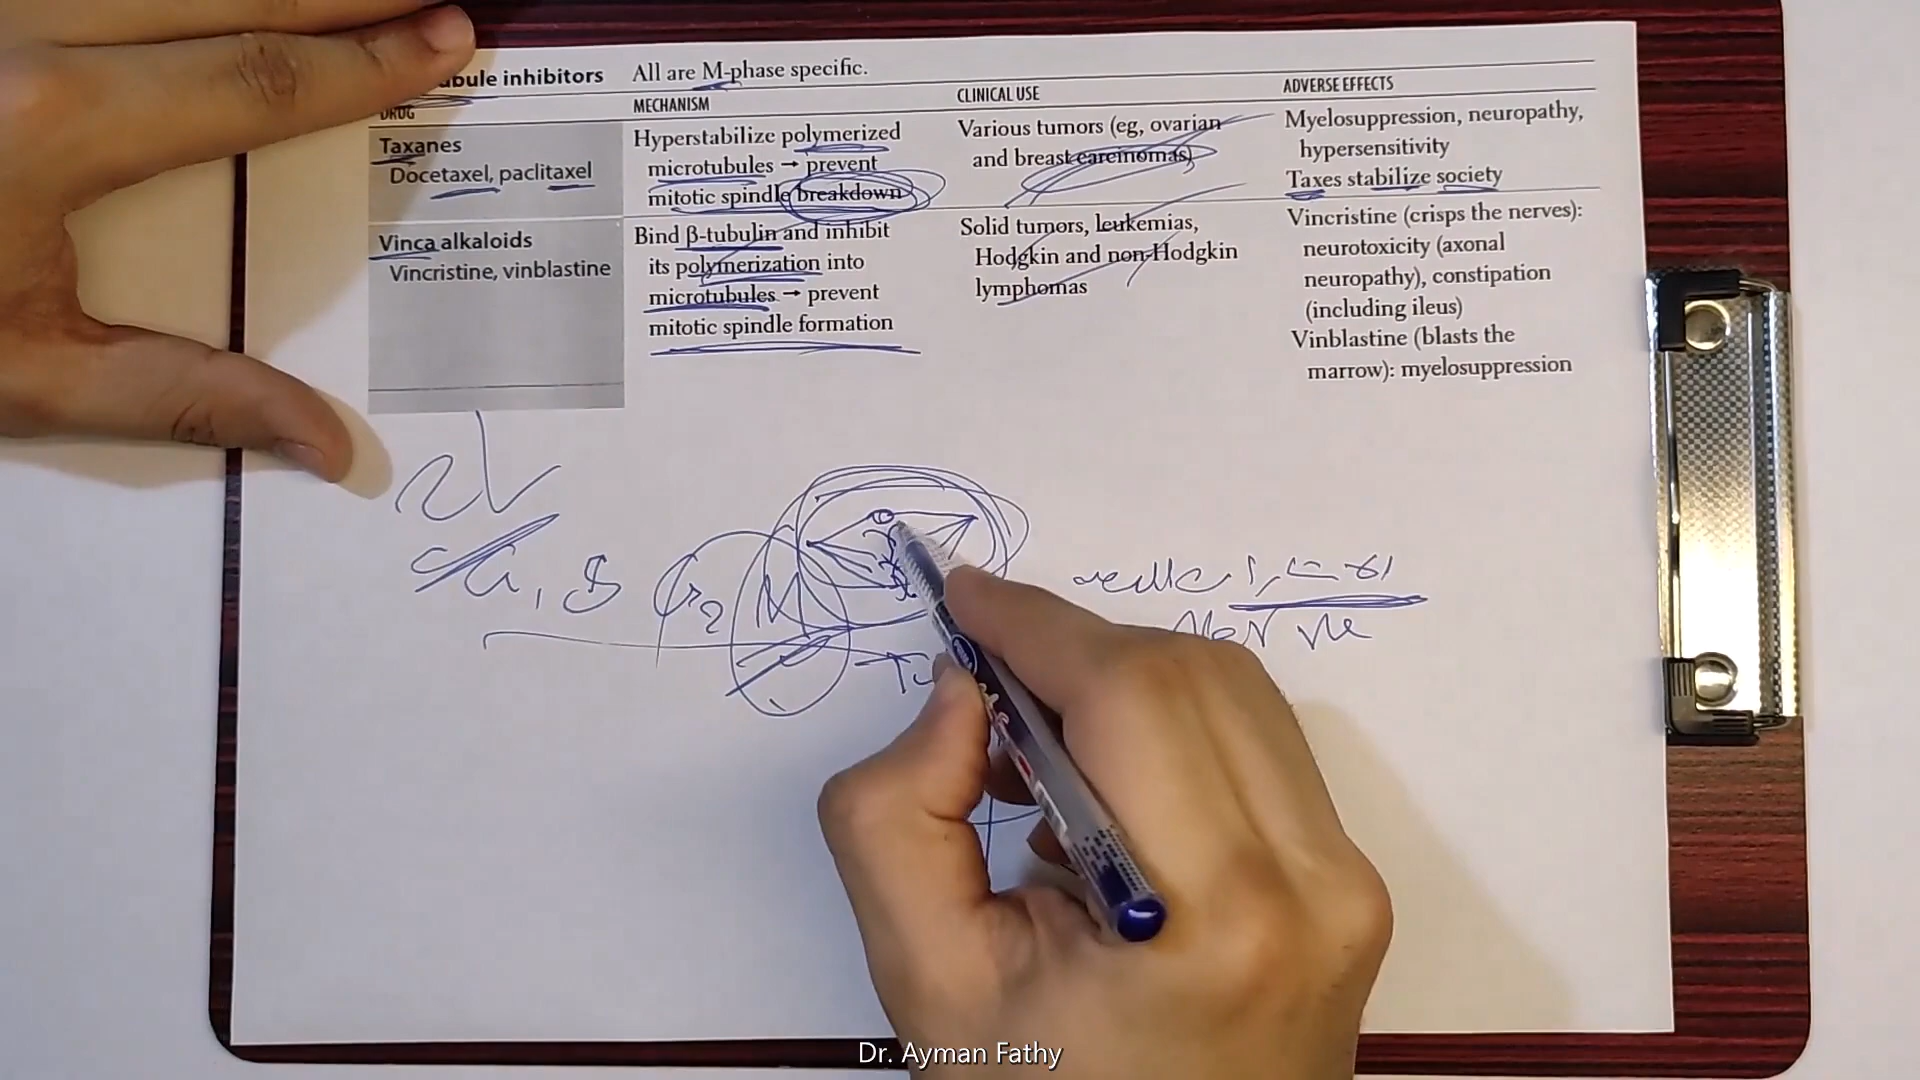 bule inhibitors All are M-phase specific.
DRUG MECHANISM CLINICAL USE ADVERSE EFFECTS
Taxanes
Docetaxel, paclitaxel
Hyperstabilize polymerized
microtubules → prevent
mitotic spindle breakdown
Various tumors (eg, ovarian
and breast carcinomas)
Myelosuppression, neuropathy,
hypersensitivity
Taxes stabilize society
Vinca alkaloids
Vincristine, vinblastine
Bind β-tubulin and inhibit
its polymerization into
microtubules → prevent
mitotic spindle formation
Solid tumors, leukemias,
Hodgkin and non-Hodgkin
lymphomas
Vincristine (crisps the nerves):
neurotoxicity (axonal
neuropathy), constipation
(including ileus)
Vinblastine (blasts the
marrow): myelosuppression
G1 S G2 M
Dr. Ayman Fathy